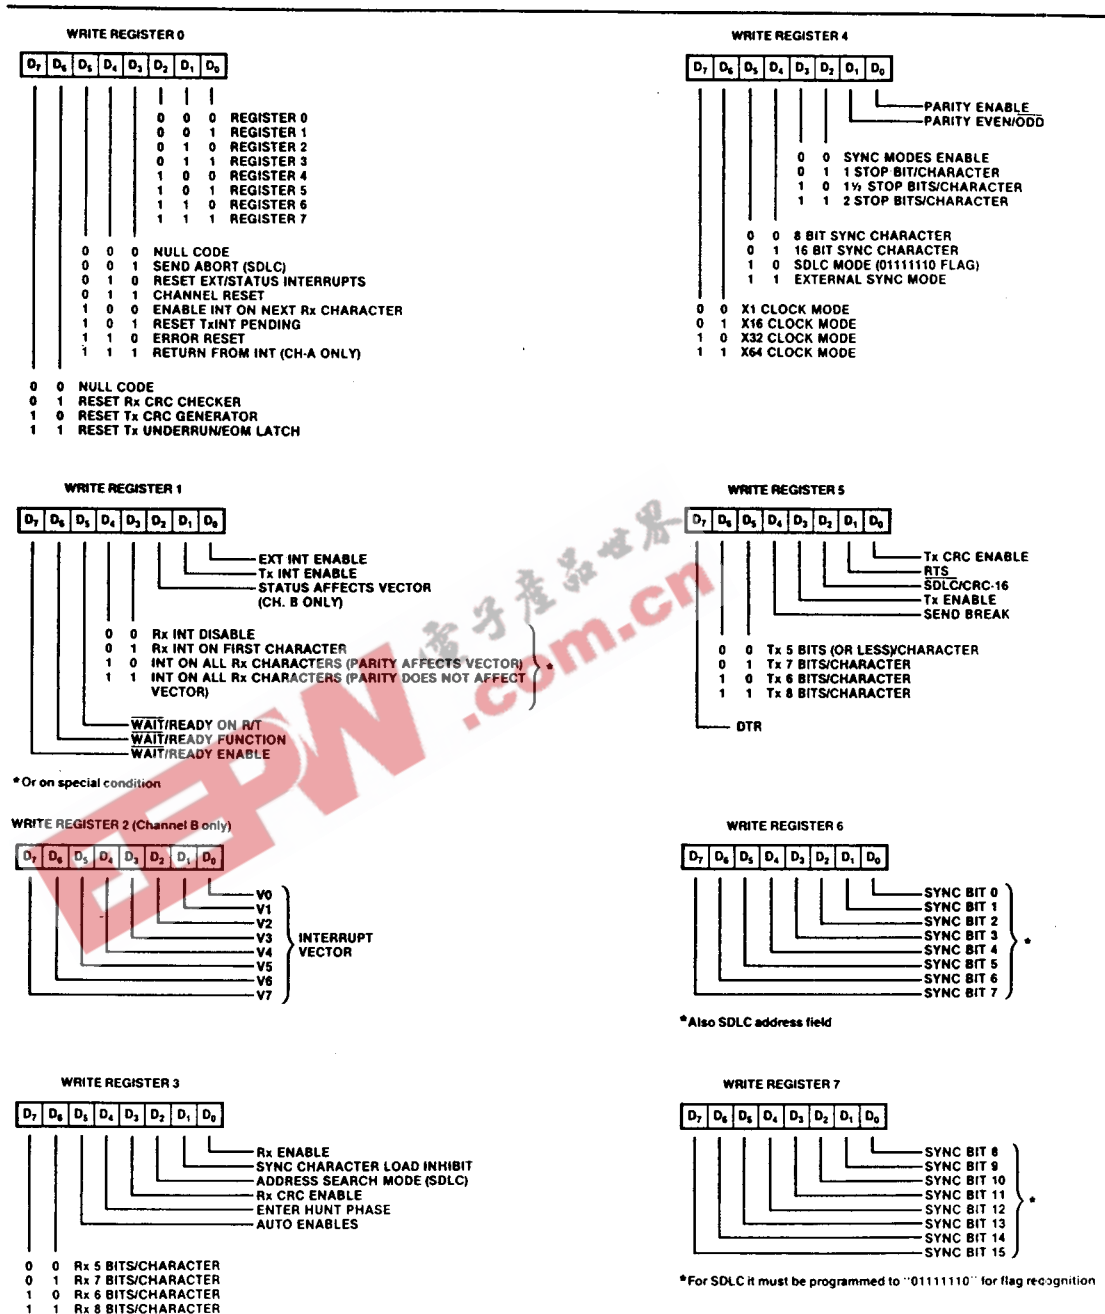 WRITE REGISTER 0
D7 D6 D5 D4 D3 D2 D1 D0
0 0 0 REGISTER 0
0 0 1 REGISTER 1
0 1 0 REGISTER 2
0 1 1 REGISTER 3
1 0 0 REGISTER 4
1 0 1 REGISTER 5
1 1 0 REGISTER 6
1 1 1 REGISTER 7
0 0 0 NULL CODE
0 0 1 SEND ABORT (SDLC)
0 1 0 RESET EXT/STATUS INTERRUPTS
0 1 1 CHANNEL RESET
1 0 0 ENABLE INT ON NEXT Rx CHARACTER
1 0 1 RESET TxINT PENDING
1 1 0 ERROR RESET
1 1 1 RETURN FROM INT (CH-A ONLY)
0 0 NULL CODE
0 1 RESET Rx CRC CHECKER
1 0 RESET Tx CRC GENERATOR
1 1 RESET Tx UNDERRUN/EOM LATCH
WRITE REGISTER 4
D7 D6 D5 D4 D3 D2 D1 D0
PARITY ENABLE
PARITY EVEN/ODD
0 0 SYNC MODES ENABLE
0 1 1 STOP BIT/CHARACTER
1 0 1½ STOP BITS/CHARACTER
1 1 2 STOP BITS/CHARACTER
0 0 8 BIT SYNC CHARACTER
0 1 16 BIT SYNC CHARACTER
1 0 SDLC MODE (01111110 FLAG)
1 1 EXTERNAL SYNC MODE
0 0 X1 CLOCK MODE
0 1 X16 CLOCK MODE
1 0 X32 CLOCK MODE
1 1 X64 CLOCK MODE
WRITE REGISTER 1
D7 D6 D5 D4 D3 D2 D1 D0
EXT INT ENABLE
Tx INT ENABLE
STATUS AFFECTS VECTOR
(CH. B ONLY)
0 0 Rx INT DISABLE
0 1 Rx INT ON FIRST CHARACTER
1 0 INT ON ALL Rx CHARACTERS (PARITY AFFECTS VECTOR)
1 1 INT ON ALL Rx CHARACTERS (PARITY DOES NOT AFFECT
VECTOR)
*
WAIT/READY ON R/T
WAIT/READY FUNCTION
WAIT/READY ENABLE
*Or on special condition
WRITE REGISTER 5
D7 D6 D5 D4 D3 D2 D1 D0
Tx CRC ENABLE
RTS
SDLC/CRC-16
Tx ENABLE
SEND BREAK
0 0 Tx 5 BITS (OR LESS)/CHARACTER
0 1 Tx 7 BITS/CHARACTER
1 0 Tx 6 BITS/CHARACTER
1 1 Tx 8 BITS/CHARACTER
DTR
WRITE REGISTER 2 (Channel B only)
D7 D6 D5 D4 D3 D2 D1 D0
V0
V1
V2
V3
V4
V5
V6
V7
INTERRUPT
VECTOR
WRITE REGISTER 6
D7 D6 D5 D4 D3 D2 D1 D0
SYNC BIT 0
SYNC BIT 1
SYNC BIT 2
SYNC BIT 3
SYNC BIT 4
SYNC BIT 5
SYNC BIT 6
SYNC BIT 7
*
*Also SDLC address field
WRITE REGISTER 3
D7 D6 D5 D4 D3 D2 D1 D0
Rx ENABLE
SYNC CHARACTER LOAD INHIBIT
ADDRESS SEARCH MODE (SDLC)
Rx CRC ENABLE
ENTER HUNT PHASE
AUTO ENABLES
0 0 Rx 5 BITS/CHARACTER
0 1 Rx 7 BITS/CHARACTER
1 0 Rx 6 BITS/CHARACTER
1 1 Rx 8 BITS/CHARACTER
WRITE REGISTER 7
D7 D6 D5 D4 D3 D2 D1 D0
SYNC BIT 8
SYNC BIT 9
SYNC BIT 10
SYNC BIT 11
SYNC BIT 12
SYNC BIT 13
SYNC BIT 14
SYNC BIT 15
*
*For SDLC it must be programmed to "01111110" for flag recognition
電子產品世界
EEPW.com.cn